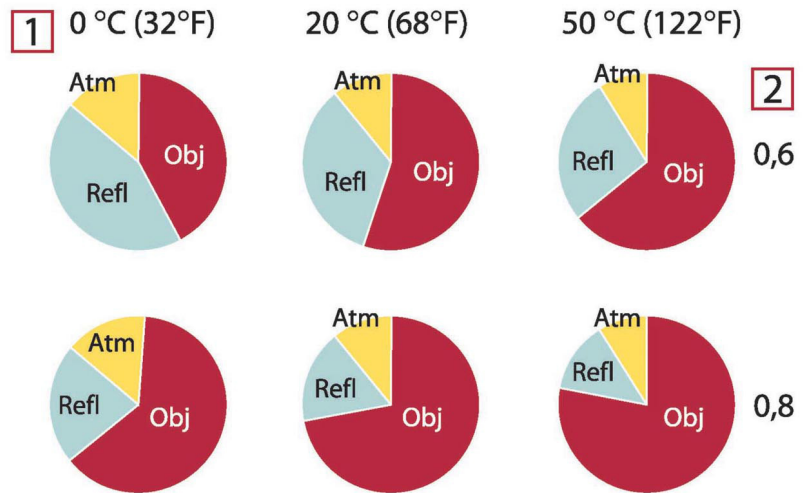 1 0 °C (32°F) 20 °C (68°F) 50 °C (122°F)
2
Atm Obj Refl
Atm Obj Refl
Atm Obj Refl
0,6
Atm Obj Refl
Atm Obj Refl
Atm Obj Refl
0,8